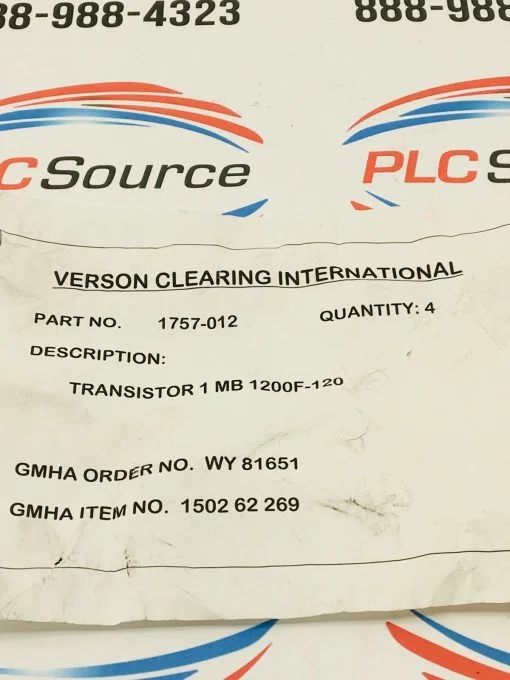 88-988-4323
888-988
C Source
PLC S
VERSON CLEARING INTERNATIONAL
PART NO. 1757-012 QUANTITY: 4
DESCRIPTION:
TRANSISTOR 1 MB 1200F-120
GMHA ORDER NO. WY 81651
GMHA ITEM NO. 1502 62 269